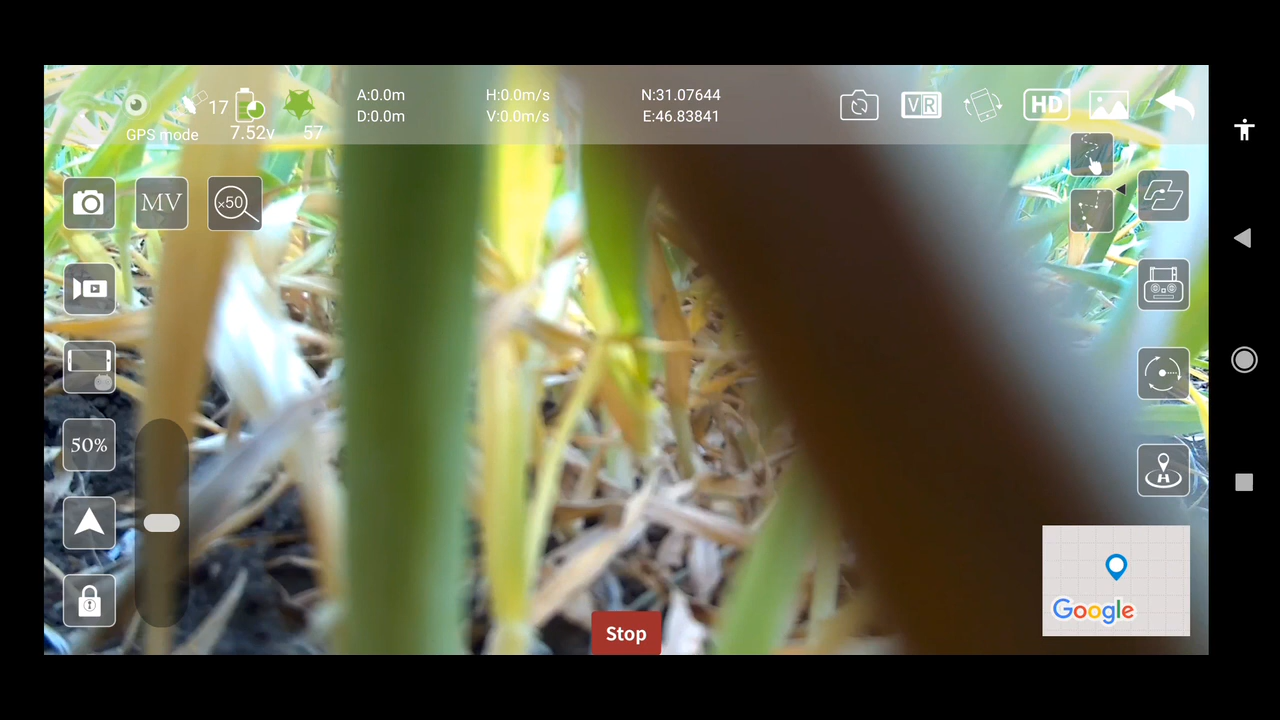 17
GPS mode
7.52v
57
A:0.0m
D:0.0m
H:0.0m/s
V:0.0m/s
N:31.07644
E:46.83841
VR
HD
MV
x50
50%
H
Stop
Google